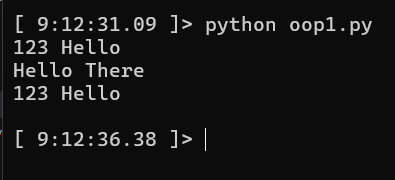 [ 9:12:31.09 ]> python oop1.py
123 Hello
Hello There
123 Hello
[ 9:12:36.38 ]>